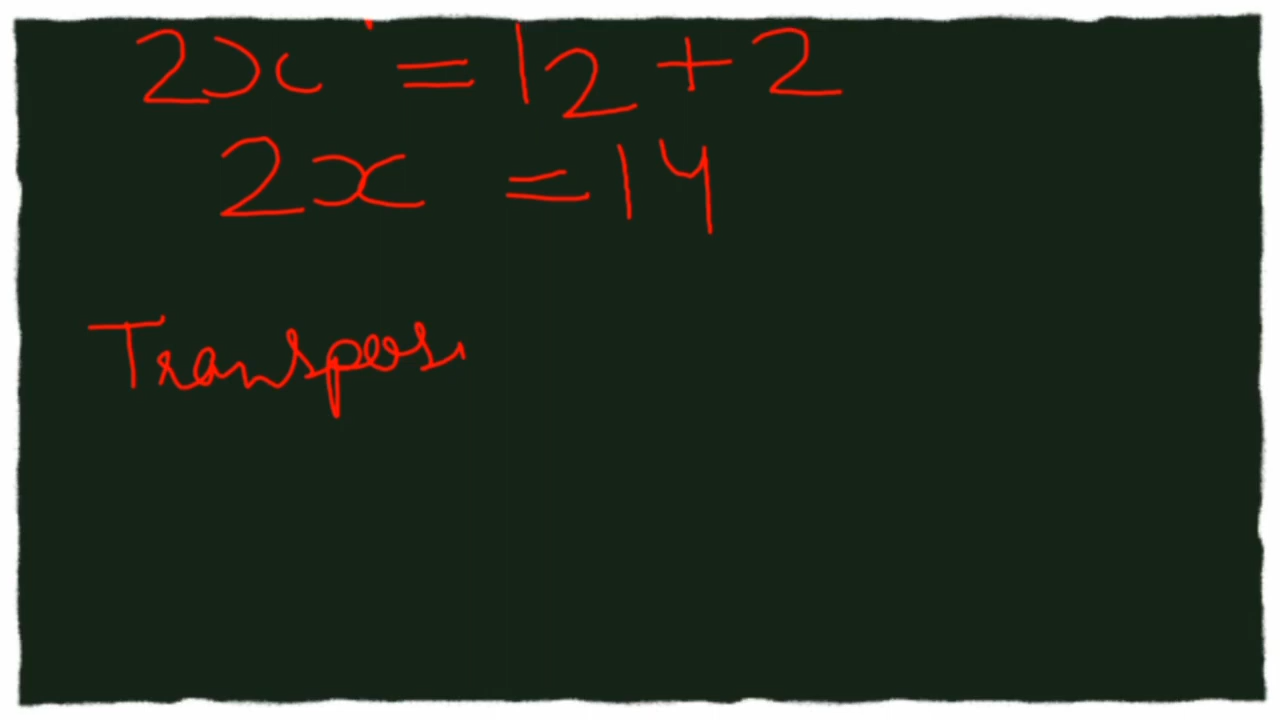 2x = 12 + 2
2x = 14
Transpos